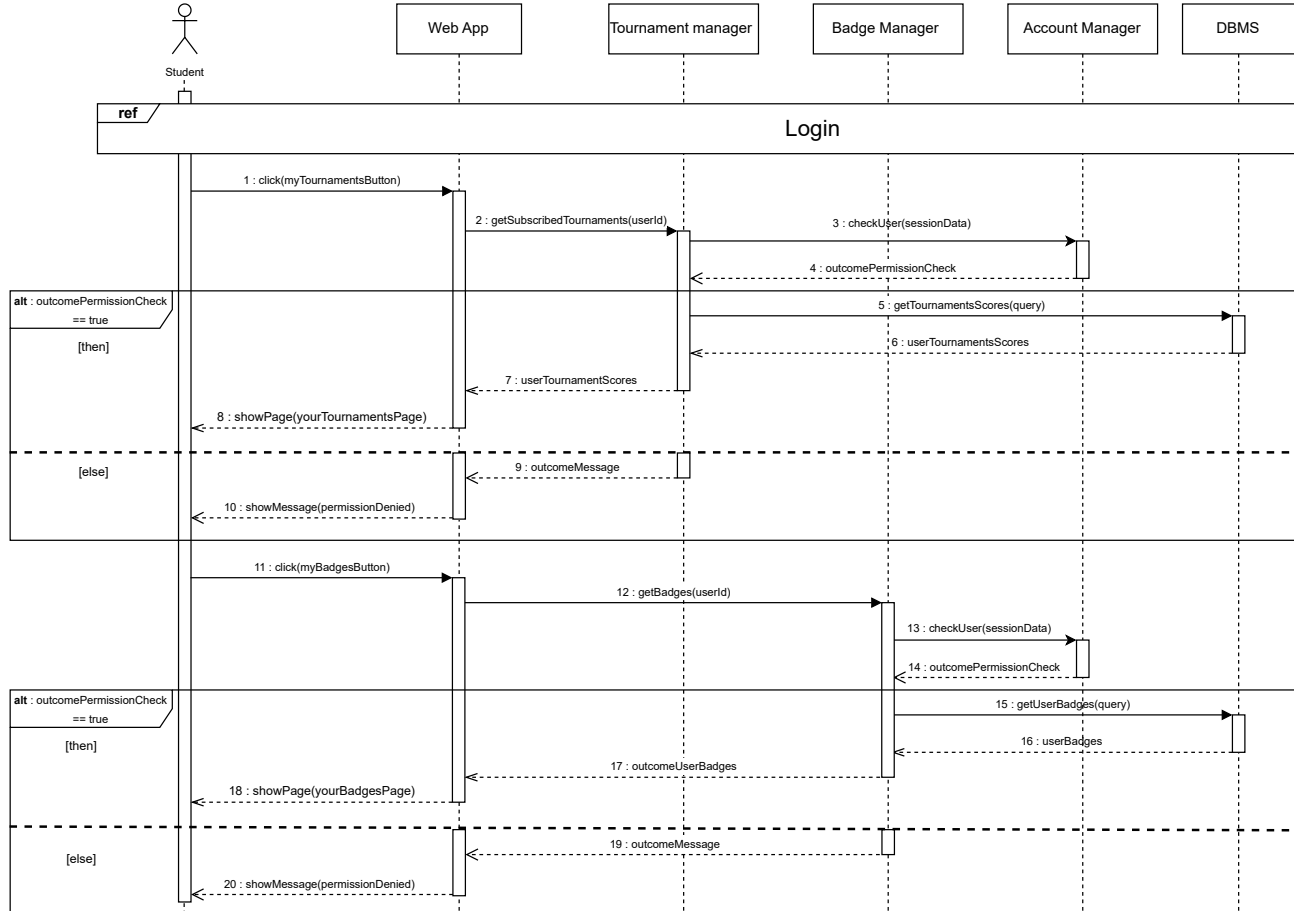 Student
Web App
Tournament manager
Badge Manager
Account Manager
DBMS
ref
Login
1 : click(myTournamentsButton)
2 : getSubscribedTournaments(userId)
3 : checkUser(sessionData)
4 : outcomePermissionCheck
alt : outcomePermissionCheck
== true
[then]
5 : getTournamentsScores(query)
6 : userTournamentsScores
7 : userTournamentScores
8 : showPage(yourTournamentsPage)
[else]
9 : outcomeMessage
10 : showMessage(permissionDenied)
11 : click(myBadgesButton)
12 : getBadges(userId)
13 : checkUser(sessionData)
14 : outcomePermissionCheck
alt : outcomePermissionCheck
== true
[then]
15 : getUserBadges(query)
16 : userBadges
17 : outcomeUserBadges
18 : showPage(yourBadgesPage)
[else]
19 : outcomeMessage
20 : showMessage(permissionDenied)